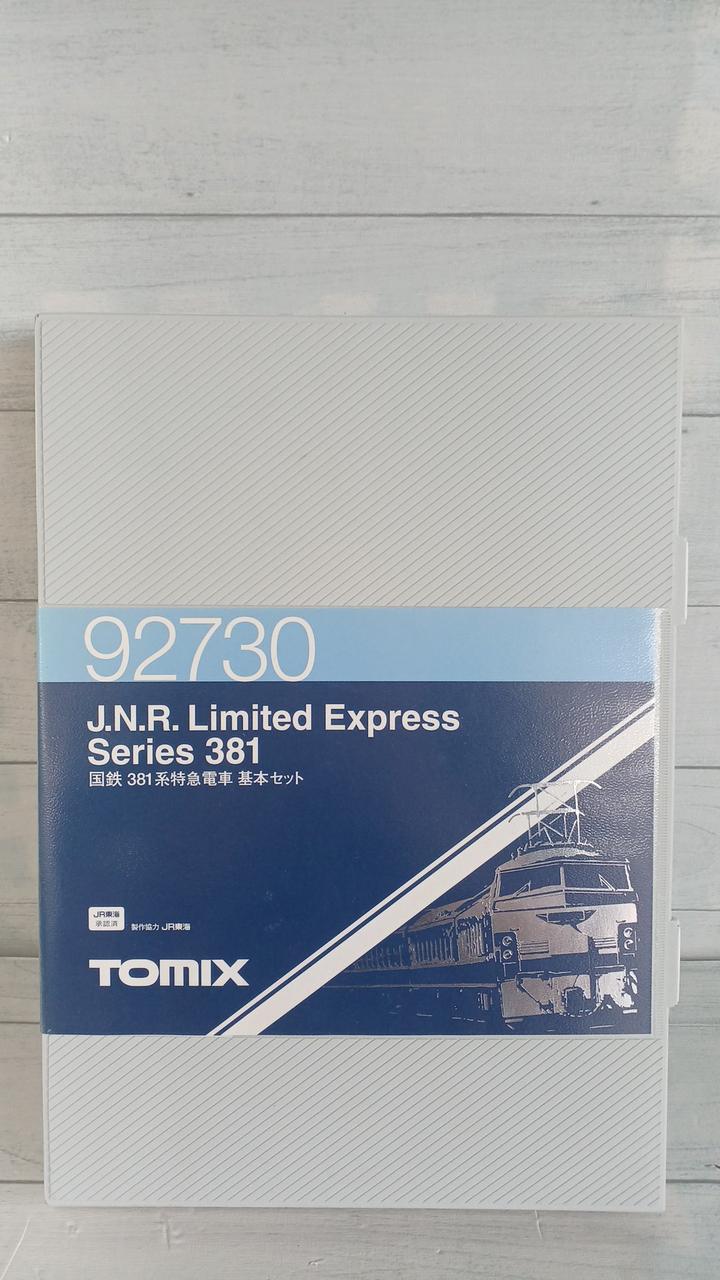 92730
J.N.R. Limited Express
Series 381
国鉄 381系特急電車 基本セット
JR東海
承認済
製作協力 JR東海
TOMIX